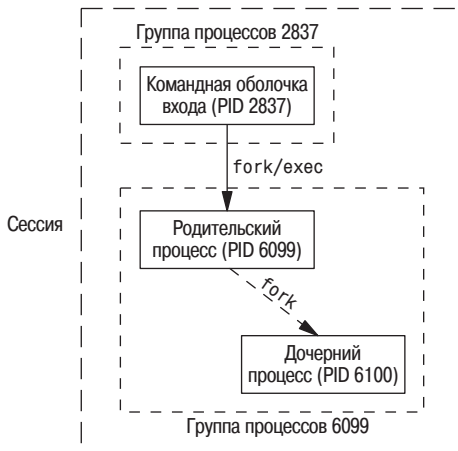 Группа процессов 2837
Командная оболочка
входа (PID 2837)
fork/exec
Сессия
Родительский
процесс (PID 6099)
fork
Дочерний
процесс (PID 6100)
Группа процессов 6099